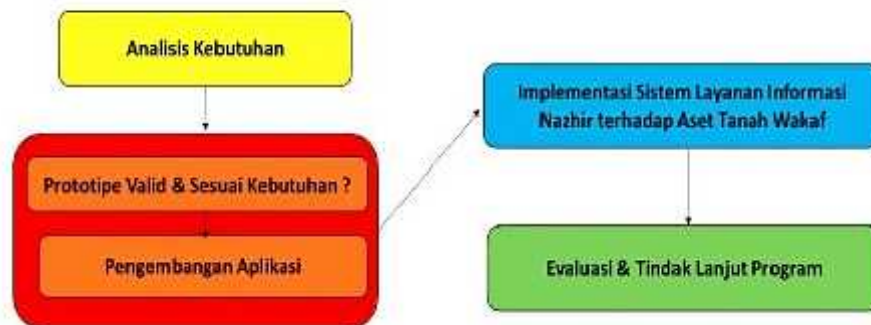 Analisis Kebutuhan
Prototipe Valid & Sesuai Kebutuhan ?
Pengembangan Aplikasi
Implementasi Sistem Layanan Informasi
Nazhir terhadap Aset Tanah Wakaf
Evaluasi & Tindak Lanjut Program